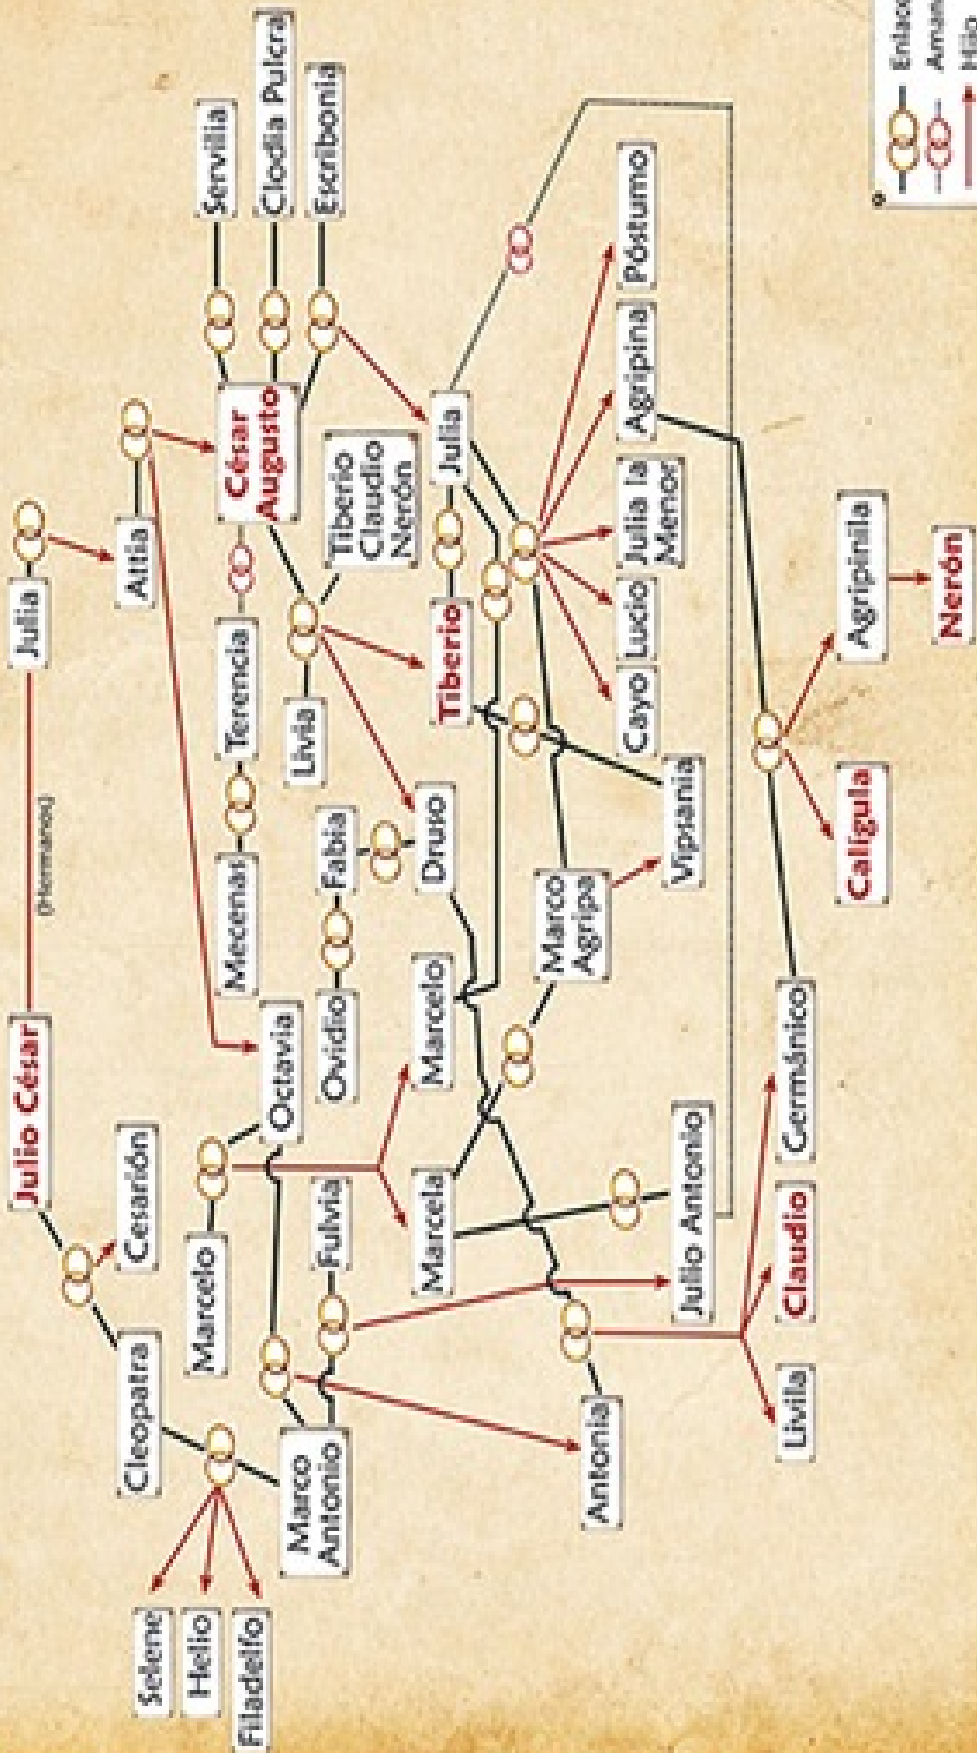 Julio César
(Hermanos)
Julia
Cleopatra
Cesarión
Attia
Selene
Helio
Filadelfo
Marcelo
Mecenas
Terencia
César
Augusto
Servilia
Clodia Pulcra
Escribonia
Marco
Antonio
Fulvia
Octavia
Ovidio
Fabia
Livia
Tiberio
Claudio
Nerón
Marcela
Marcelo
Druso
Tiberio
Julia
Antonia
Julio Antonio
Marco
Agripa
Vipsania
Cayo
Lucio
Julia la
Menor
Agripina
Póstumo
Livila
Claudio
Germánico
Calígula
Agripinila
Nerón
Hijo